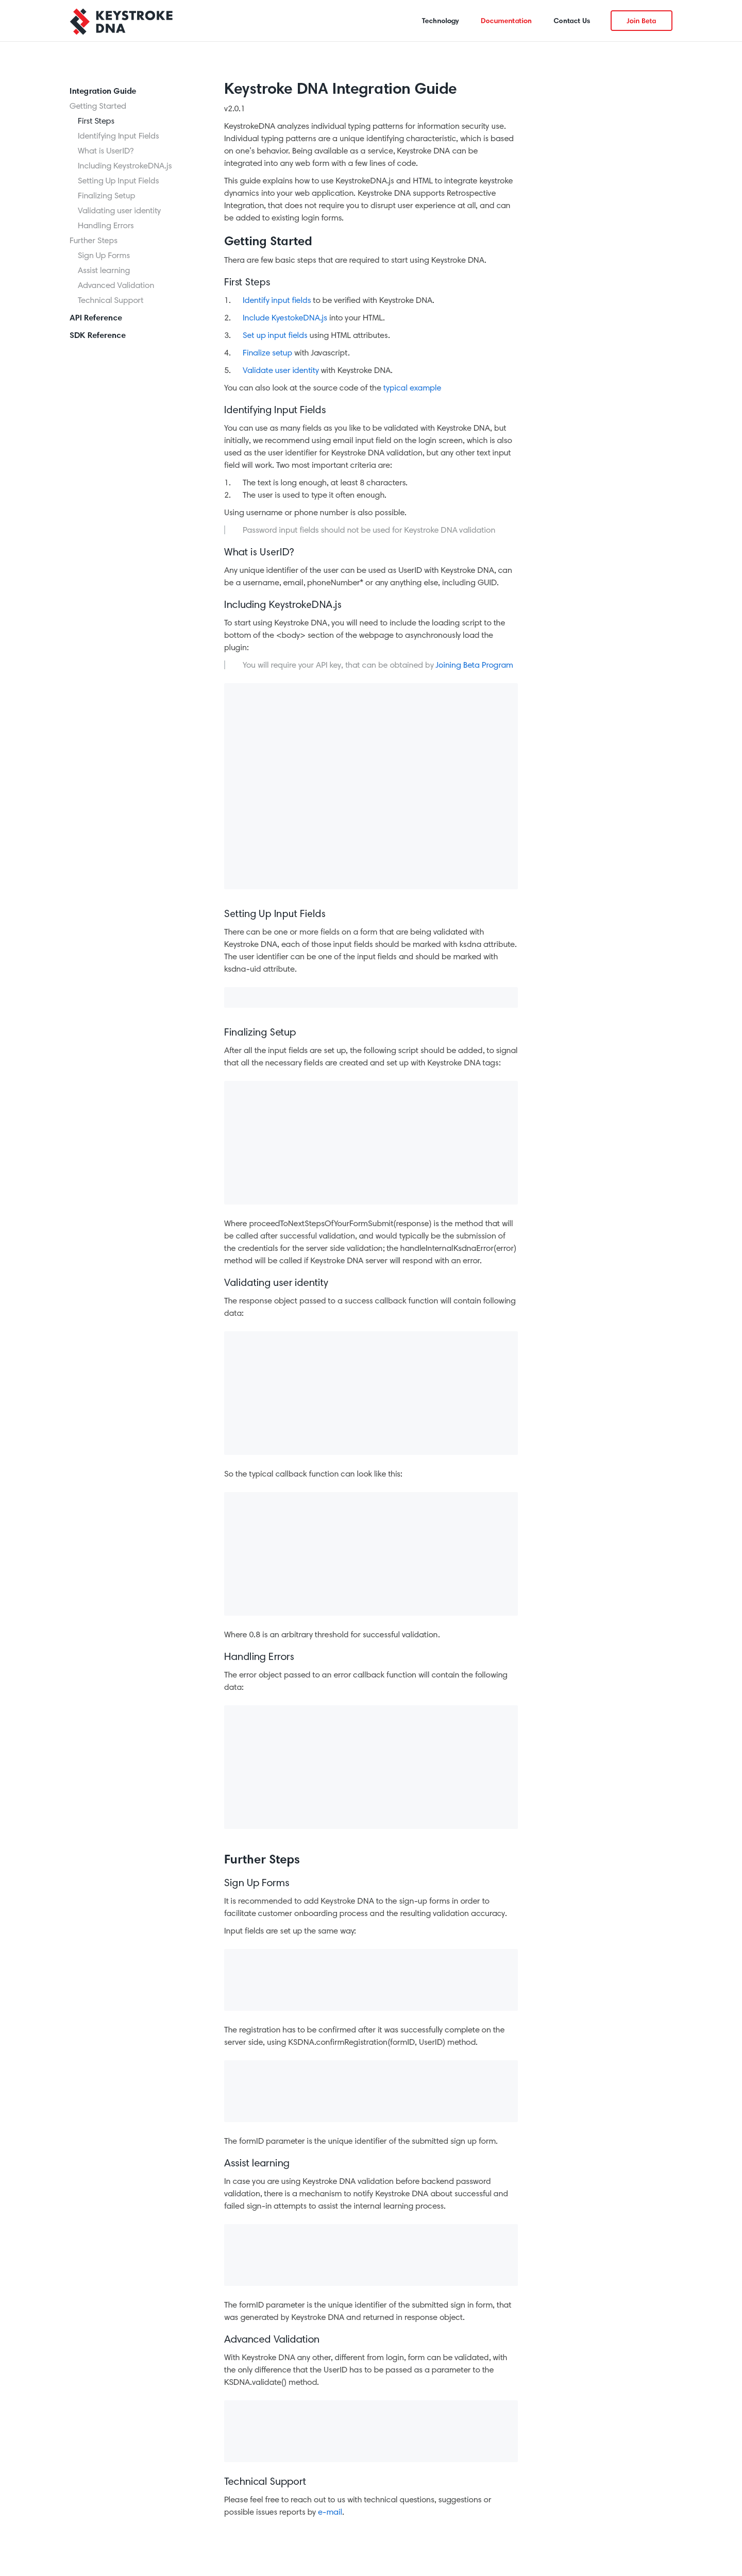 KEYSTROKE
DNA
Technology
Documentation
Contact Us
Join Beta
Integration Guide
Getting Started
First Steps
Identifying Input Fields
What is UserID?
Including KeystrokeDNA.js
Setting Up Input Fields
Finalizing Setup
Validating user identity
Handling Errors
Further Steps
Sign Up Forms
Assist learning
Advanced Validation
Technical Support
API Reference
SDK Reference
Keystroke DNA Integration Guide
v2.0.1
KeystrokeDNA analyzes individual typing patterns for information security use.
Individual typing patterns are a unique identifying characteristic, which is based
on one's behavior. Being available as a service, Keystroke DNA can be
integrated into any web form with a few lines of code.
This guide explains how to use KeystrokeDNA.js and HTML to integrate keystroke
dynamics into your web application. Keystroke DNA supports Retrospective
Integration, that does not require you to disrupt user experience at all, and can
be added to existing login forms.
Getting Started
Thera are few basic steps that are required to start using Keystroke DNA.
First Steps
1. Identify input fields to be verified with Keystroke DNA.
2. Include KyestokeDNA.js into your HTML.
3. Set up input fields using HTML attributes.
4. Finalize setup with Javascript.
5. Validate user identity with Keystroke DNA.
You can also look at the source code of the typical example
Identifying Input Fields
You can use as many fields as you like to be validated with Keystroke DNA, but
initially, we recommend using email input field on the login screen, which is also
used as the user identifier for Keystroke DNA validation, but any other text input
field will work. Two most important criteria are:
1. The text is long enough, at least 8 characters.
2. The user is used to type it often enough.
Using username or phone number is also possible.
Password input fields should not be used for Keystroke DNA validation
What is UserID?
Any unique identifier of the user can be used as UserID with Keystroke DNA, can
be a username, email, phoneNumber* or any anything else, including GUID.
Including KeystrokeDNA.js
To start using Keystroke DNA, you will need to include the loading script to the
bottom of the <body> section of the webpage to asynchronously load the
plugin:
You will require your API key, that can be obtained by Joining Beta Program
Setting Up Input Fields
There can be one or more fields on a form that are being validated with
Keystroke DNA, each of those input fields should be marked with ksdna attribute.
The user identifier can be one of the input fields and should be marked with
ksdna-uid attribute.
Finalizing Setup
After all the input fields are set up, the following script should be added, to signal
that all the necessary fields are created and set up with Keystroke DNA tags:
Where proceedToNextStepsOfYourFormSubmit(response) is the method that will
be called after successful validation, and would typically be the submission of
the credentials for the server side validation; the handleInternalKsdnaError(error)
method will be called if Keystroke DNA server will respond with an error.
Validating user identity
The response object passed to a success callback function will contain following
data:
So the typical callback function can look like this:
Where 0.8 is an arbitrary threshold for successful validation.
Handling Errors
The error object passed to an error callback function will contain the following
data:
Further Steps
Sign Up Forms
It is recommended to add Keystroke DNA to the sign-up forms in order to
facilitate customer onboarding process and the resulting validation accuracy.
Input fields are set up the same way:
The registration has to be confirmed after it was successfully complete on the
server side, using KSDNA.confirmRegistration(formID, UserID) method.
The formID parameter is the unique identifier of the submitted sign up form.
Assist learning
In case you are using Keystroke DNA validation before backend password
validation, there is a mechanism to notify Keystroke DNA about successful and
failed sign-in attempts to assist the internal learning process.
The formID parameter is the unique identifier of the submitted sign in form, that
was generated by Keystroke DNA and returned in response object.
Advanced Validation
With Keystroke DNA any other, different from login, form can be validated, with
the only difference that the UserID has to be passed as a parameter to the
KSDNA.validate() method.
Technical Support
Please feel free to reach out to us with technical questions, suggestions or
possible issues reports by e-mail.